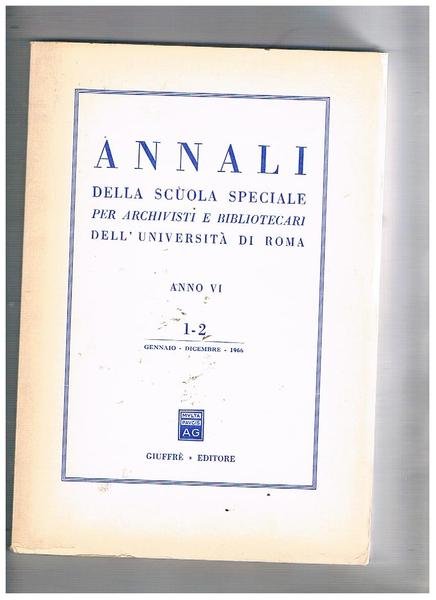 ANNALI
DELLA SCUOLA SPECIALE
PER ARCHIVISTI E BIBLIOTECARI
DELL' UNIVERSITÀ DI ROMA
ANNO VI
1-2
GENNAIO - DICEMBRE - 1966
MVLTA
PAVCIS
AG
GIUFFRÈ • EDITORE